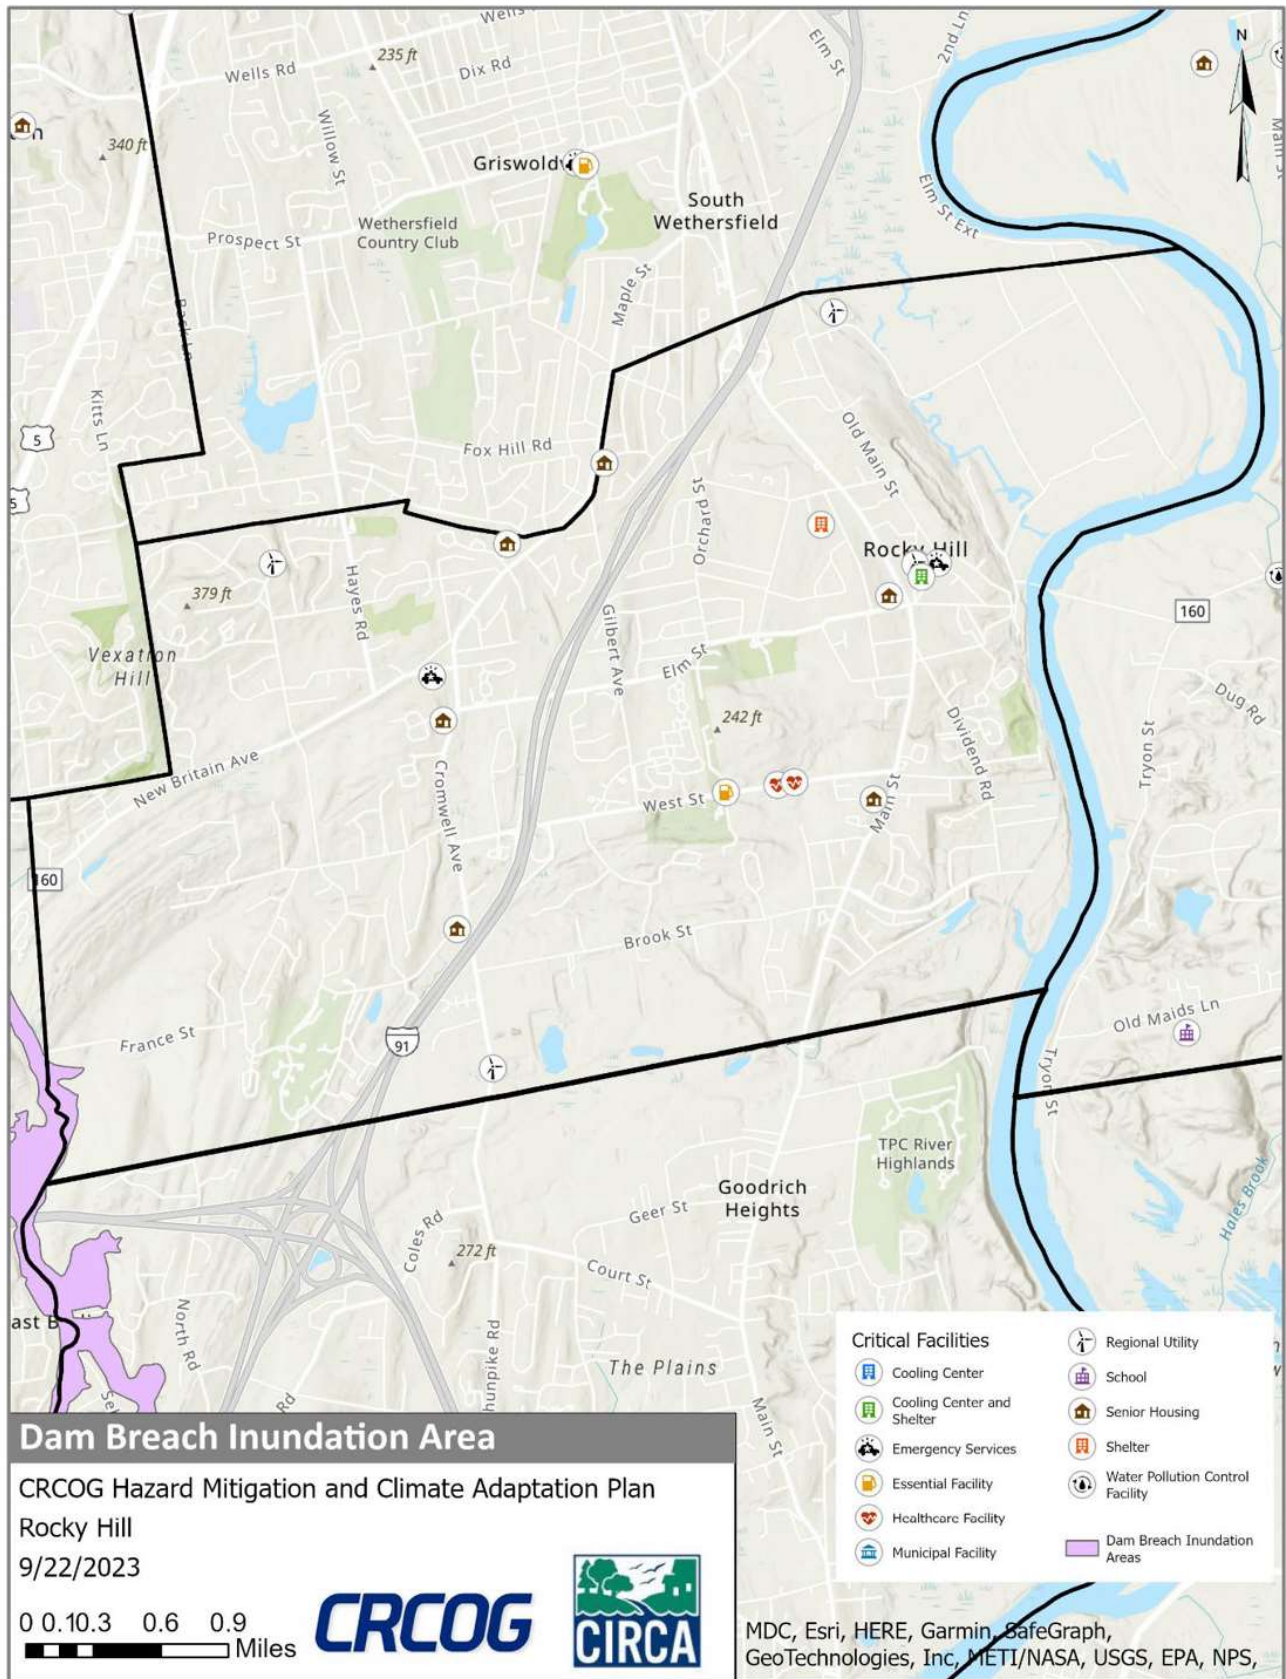 Wells Rd
235 ft
Dix Rd
Elm St
2nd Ln
N
340 ft
Willow St
Main St
South
Wethersfield
Elm St Ext
Wethersfield
Country Club
Prospect St
Maple St
Kitts Ln
5
Fox Hill Rd
Old Main St
5
Orchard St
Rocky Hill
379 ft
Hayes Rd
Gilbert Ave
160
Vexation
Hill
Elm St
Dug Rd
242 ft
Dividend Rd
Tryon St
New Britain Ave
Cromwell Ave
West St
Main St
160
Brook St
France St
91
Old Maids Ln
Tryon St
TPC River
Highlands
Goodrich
Heights
Hales Brook
Geer St
Coles Rd
272 ft
Court St
North Rd
The Plains
Main St
Critical Facilities
Cooling Center
Cooling Center and
Shelter
Emergency Services
Essential Facility
Healthcare Facility
Municipal Facility
Regional Utility
School
Senior Housing
Shelter
Water Pollution Control
Facility
Dam Breach Inundation
Areas
Dam Breach Inundation Area
CRCOG Hazard Mitigation and Climate Adaptation Plan
Rocky Hill
9/22/2023
0 0.10.3 0.6 0.9
Miles
CRCOG
CIRCA
MDC, Esri, HERE, Garmin, SafeGraph,
GeoTechnologies, Inc, METI/NASA, USGS, EPA, NPS,